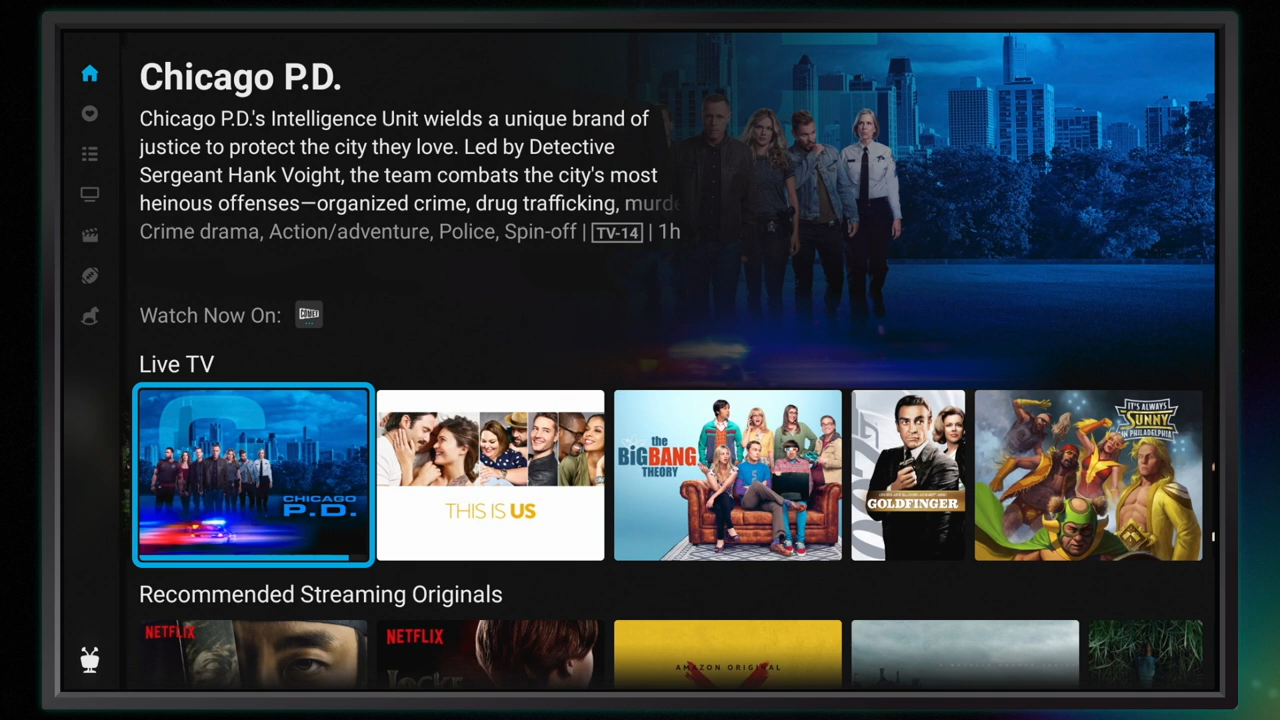 Chicago P.D.
Chicago P.D.'s Intelligence Unit wields a unique brand of
justice to protect the city they love. Led by Detective
Sergeant Hank Voight, the team combats the city's most
heinous offenses—organized crime, drug trafficking, murde
Crime drama, Action/adventure, Police, Spin-off | TV-14 | 1h
Watch Now On: COMET
Live TV
CHICAGO
P.D.
THIS IS US
the
BiGBANG
THEORY
GOLDFINGER
IT'S ALWAYS
SUNNY
IN PHILADELPHIA
Recommended Streaming Originals
NETFLIX
NETFLIX
LOCKE
AMAZON ORIGINAL